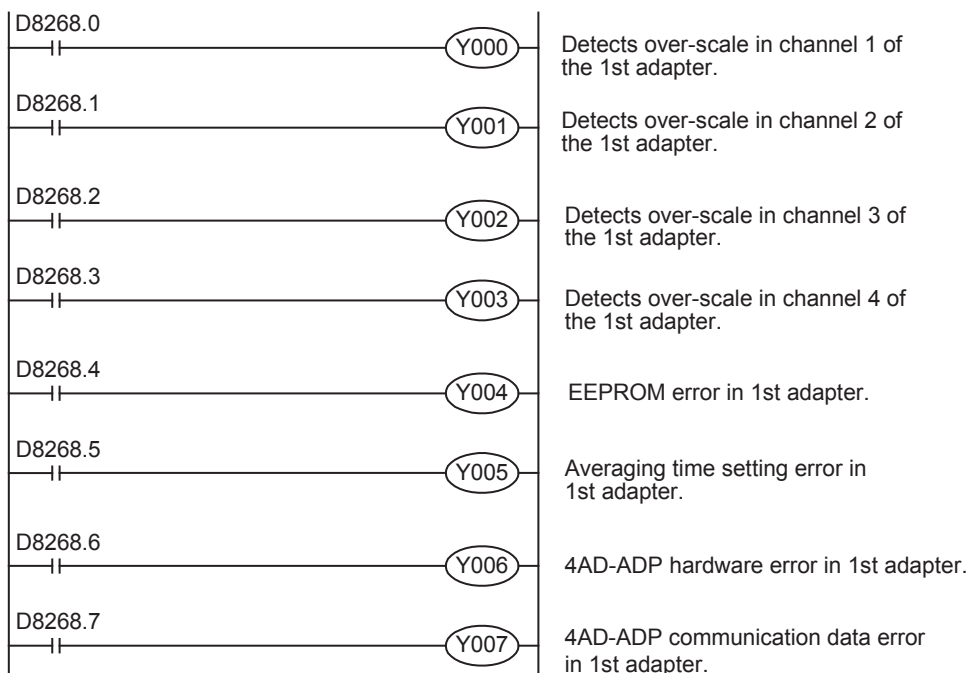 D8268.0
Y000
Detects over-scale in channel 1 of
the 1st adapter.
D8268.1
Y001
Detects over-scale in channel 2 of
the 1st adapter.
D8268.2
Y002
Detects over-scale in channel 3 of
the 1st adapter.
D8268.3
Y003
Detects over-scale in channel 4 of
the 1st adapter.
D8268.4
Y004
EEPROM error in 1st adapter.
D8268.5
Y005
Averaging time setting error in
1st adapter.
D8268.6
Y006
4AD-ADP hardware error in 1st adapter.
D8268.7
Y007
4AD-ADP communication data error
in 1st adapter.